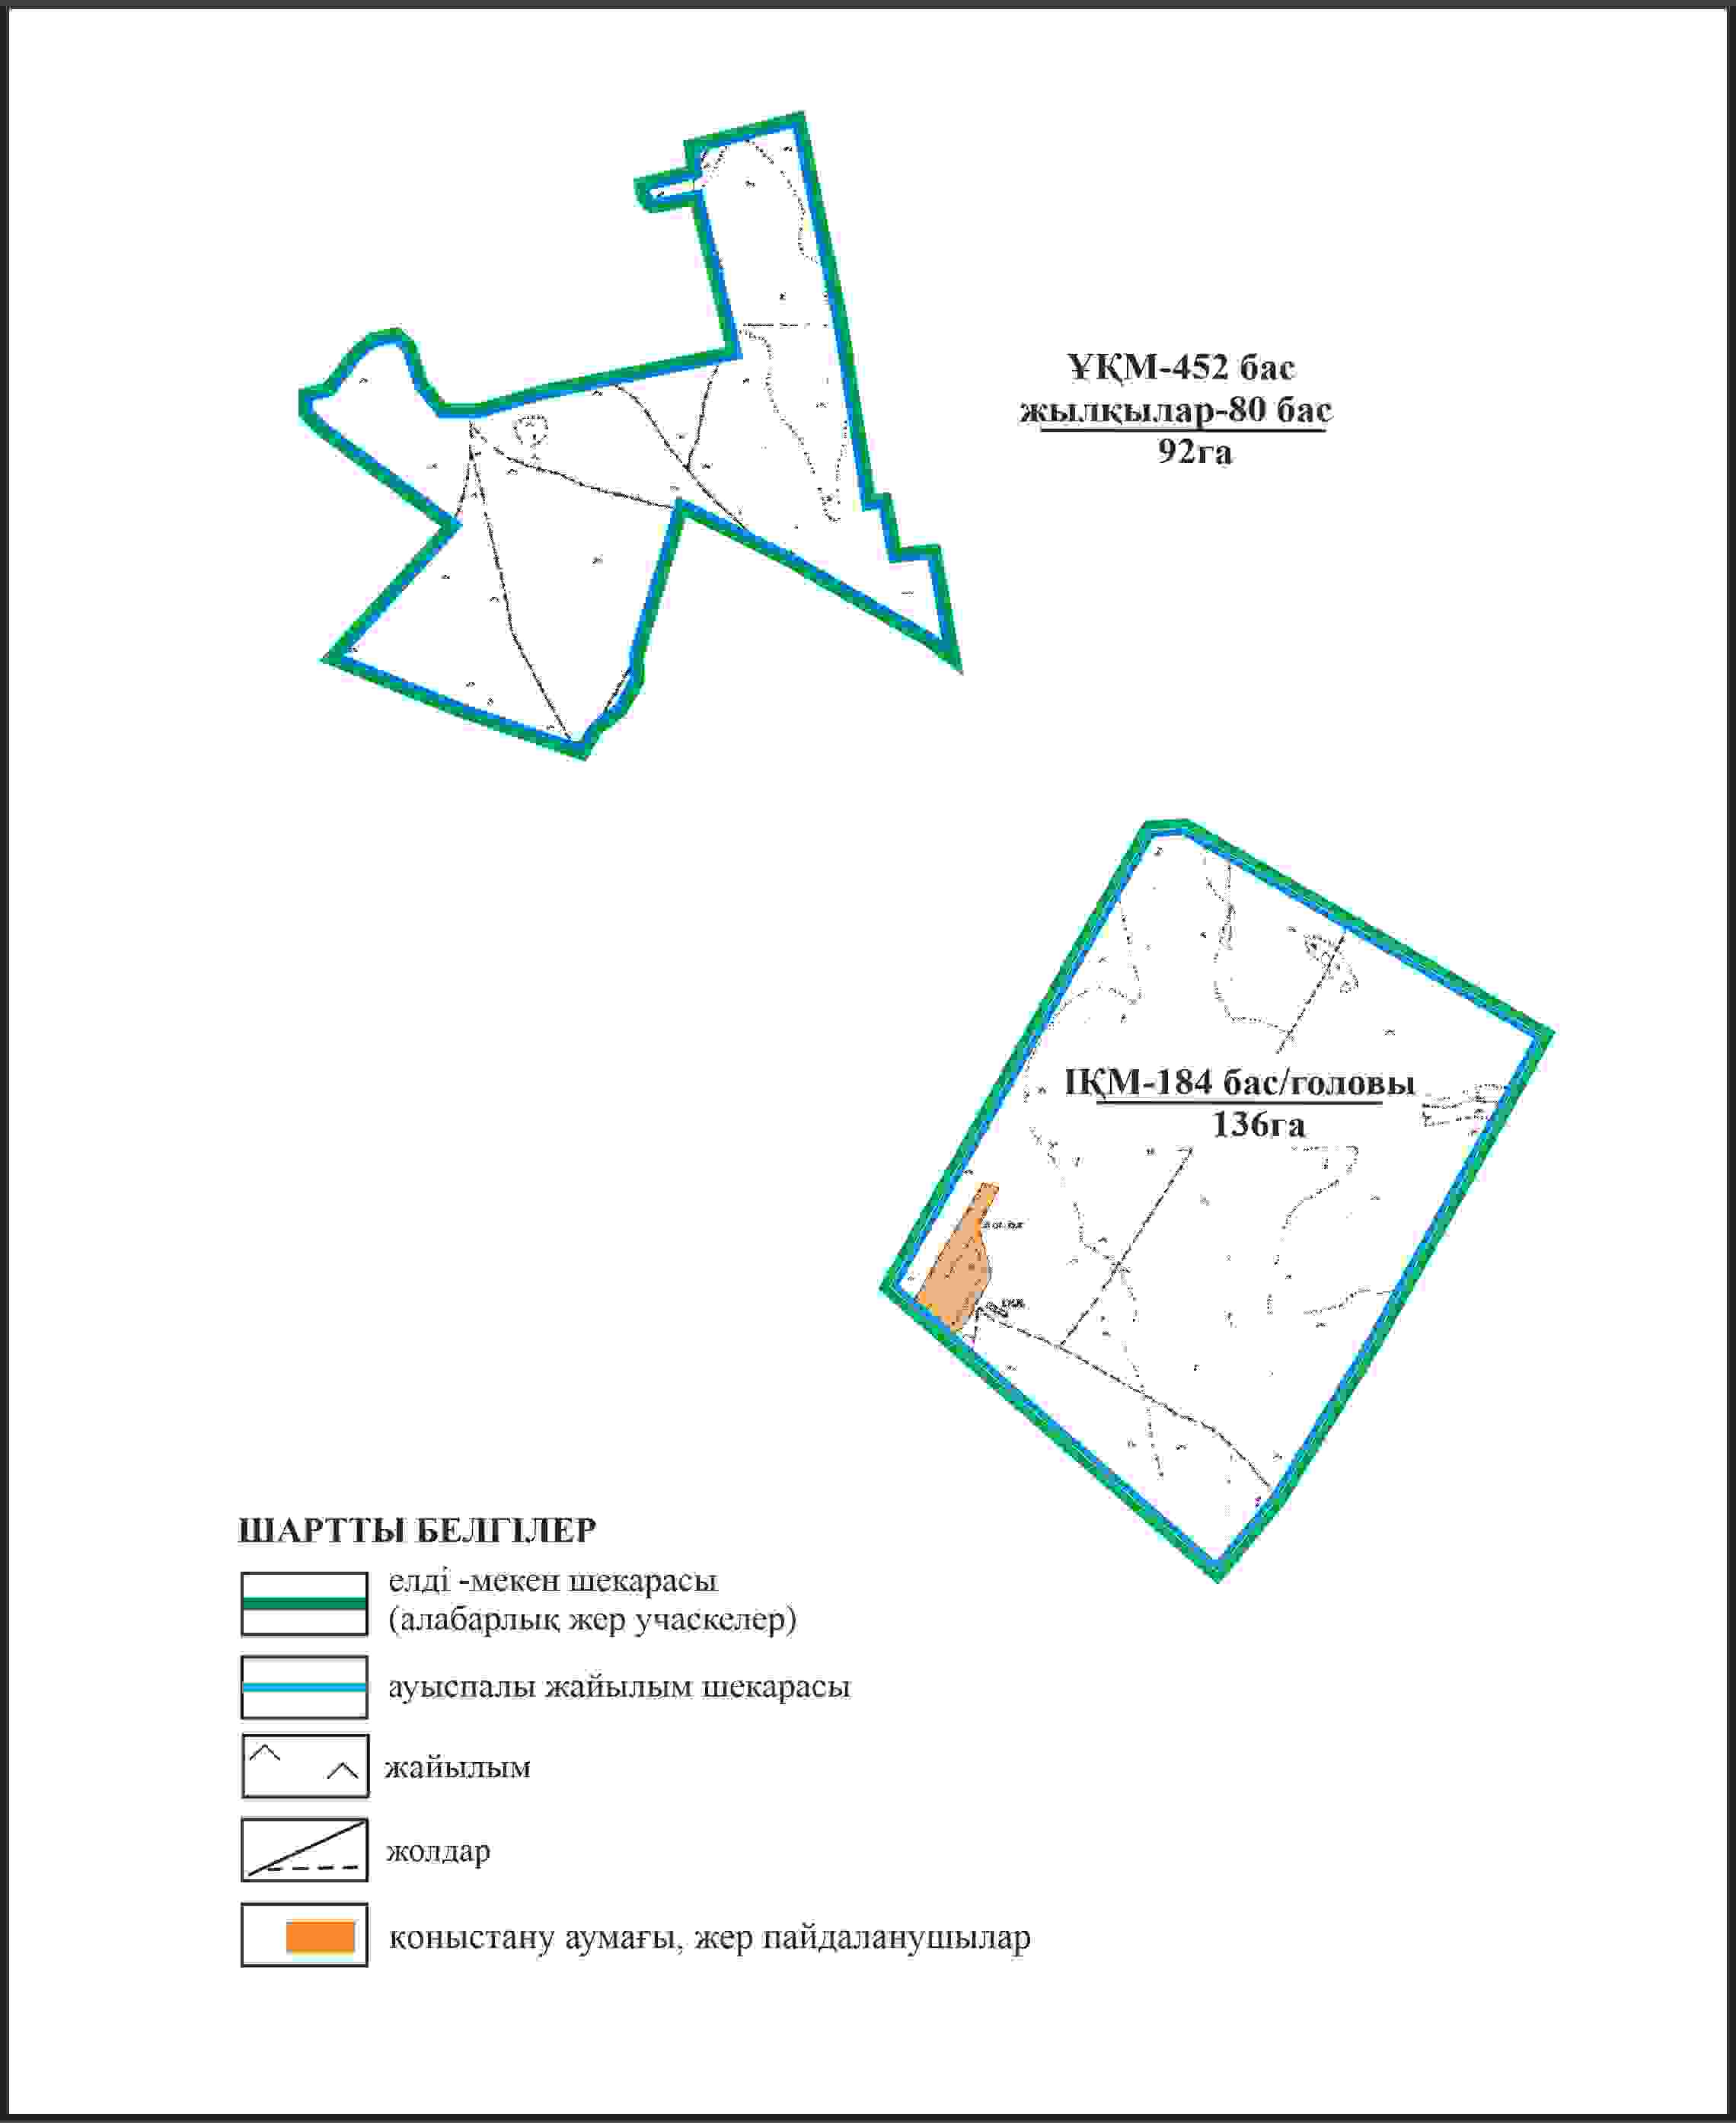 ҰҚМ-452 бас
жылқылар-80 бас
92га
ІҚМ-184 бас/головы
136га
ШАРТТЫ БЕЛГІЛЕР
елді -мекен шекарасы
(алабарлық жер учаскелер)
ауыспалы жайылым шекарасы
жайылым
жолдар
қоныстану аумағы, жер пайдаланушылар